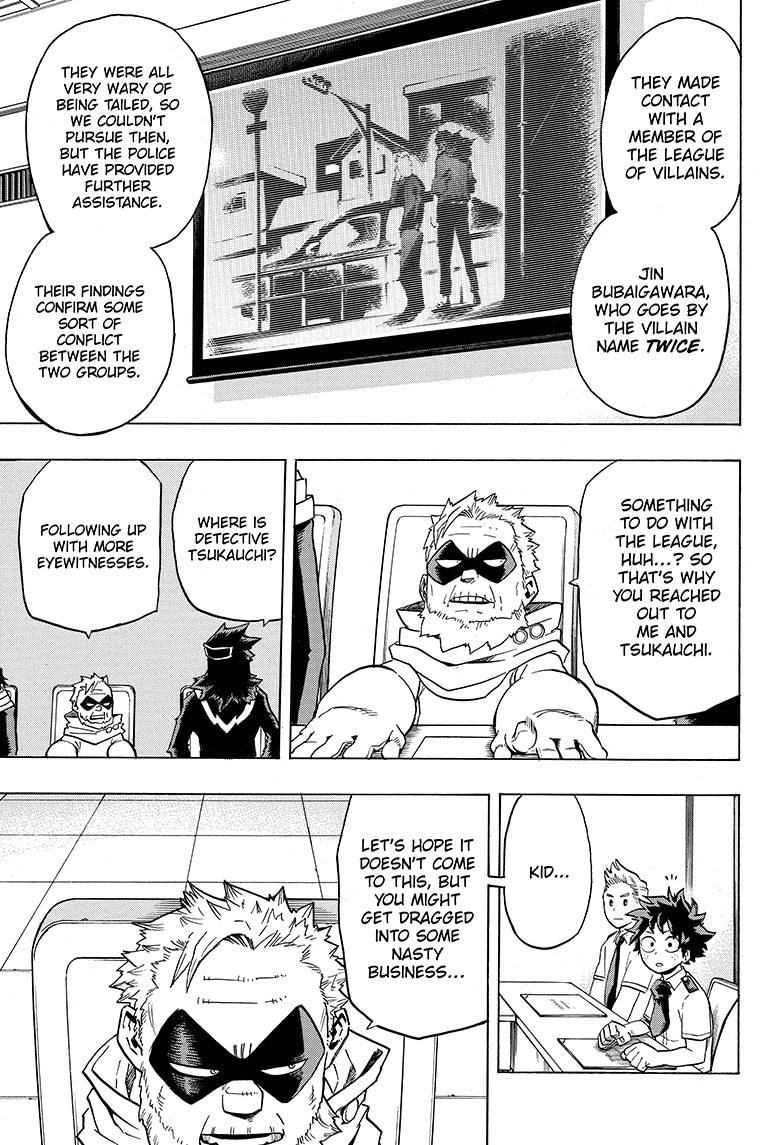 THEY MADE
CONTACT
WITH A
MEMBER OF
THE LEAGUE
OF VILLAINS.
JIN
BUBAIGAWARA,
WHO GOES BY
THE VILLAIN
NAME TWICE.
THEY WERE ALL
VERY WARY OF
BEING TAILED, SO
WE COULDN'T
PURSUE THEN,
BUT THE POLICE
HAVE PROVIDED
FURTHER
ASSISTANCE.
THEIR FINDINGS
CONFIRM SOME
SORT OF
CONFLICT
BETWEEN THE
TWO GROUPS.
SOMETHING
TO DO WITH
THE LEAGUE,
HUH...? SO
THAT'S WHY
YOU REACHED
OUT TO
ME AND
TSUKAUCHI.
WHERE IS
DETECTIVE
TSUKAUCHI?
FOLLOWING UP
WITH MORE
EYEWITNESSES.
KID...
LET'S HOPE IT
DOESN'T COME
TO THIS, BUT
YOU MIGHT
GET DRAGGED
INTO SOME
NASTY
BUSINESS...